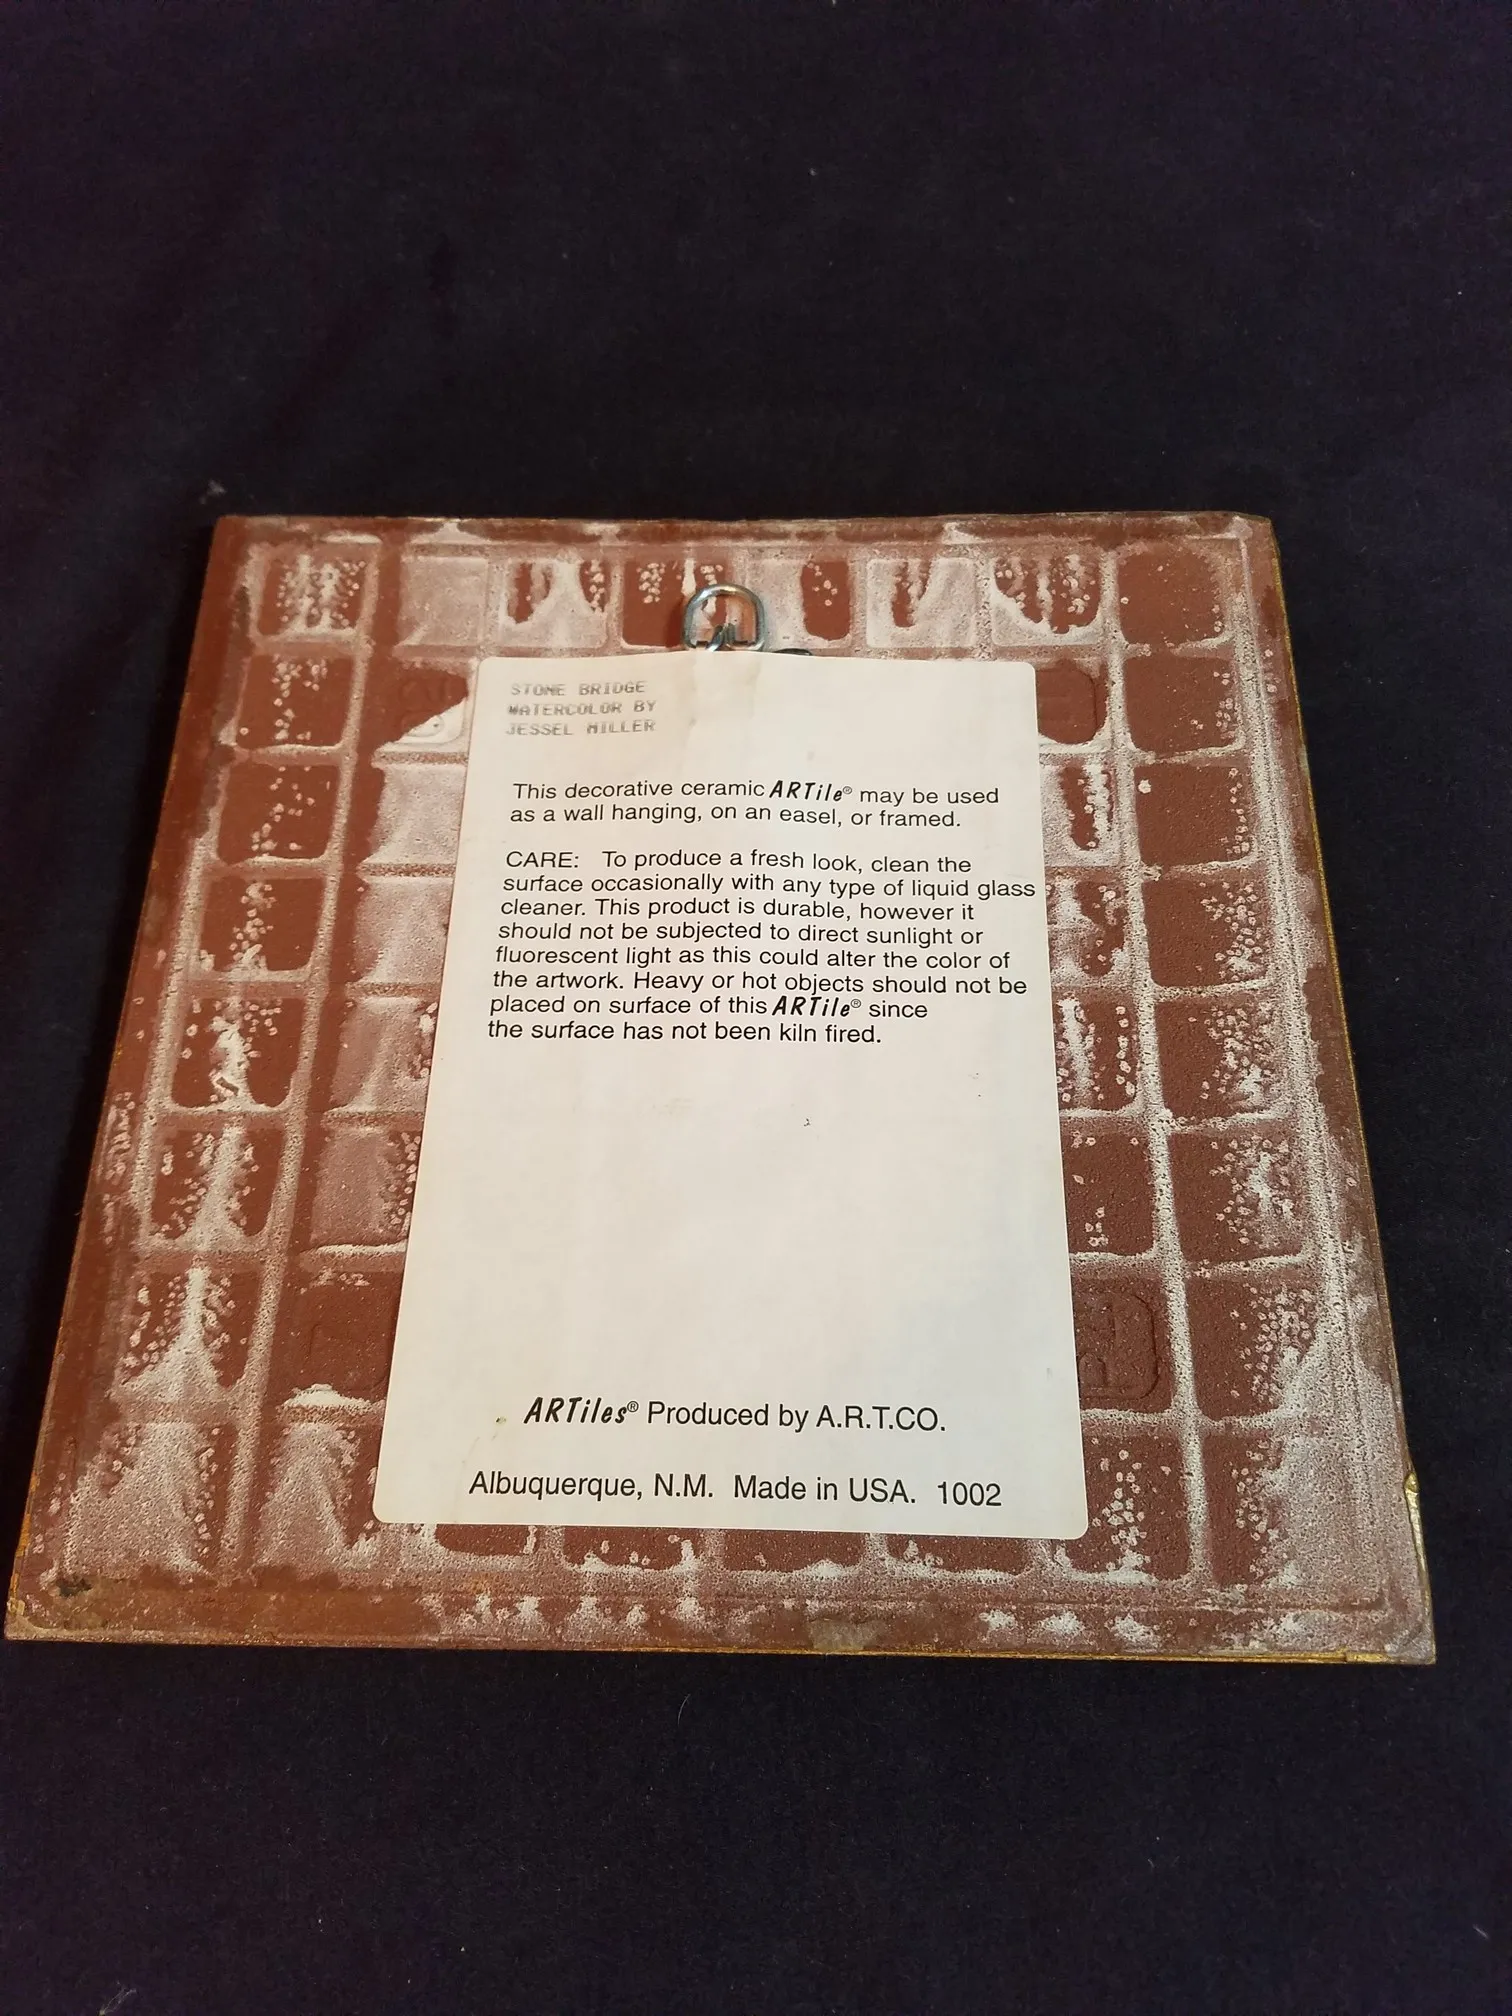 STONE BRIDGE
WATERCOLOR BY
JESSEL MILLER
This decorative ceramic ARTile® may be used
as a wall hanging, on an easel, or framed.
CARE: To produce a fresh look, clean the
surface occasionally with any type of liquid glass
cleaner. This product is durable, however it
should not be subjected to direct sunlight or
fluorescent light as this could alter the color of
the artwork. Heavy or hot objects should not be
placed on surface of this ARTile® since
the surface has not been kiln fired.
ARTiles® Produced by A.R.T.CO.
Albuquerque, N.M. Made in USA. 1002